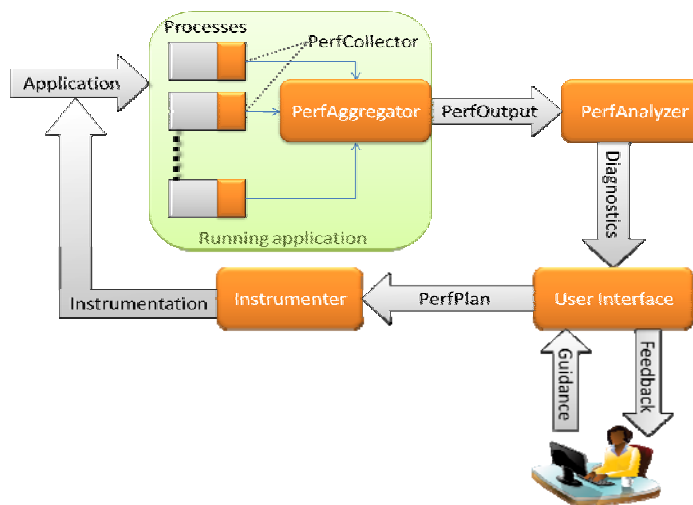 Processes
PerfCollector
Application
PerfAggregator
PerfOutput
PerfAnalyzer
Running application
Diagnostics
Instrumentation
Instrumenter
PerfPlan
User Interface
Guidance
Feedback